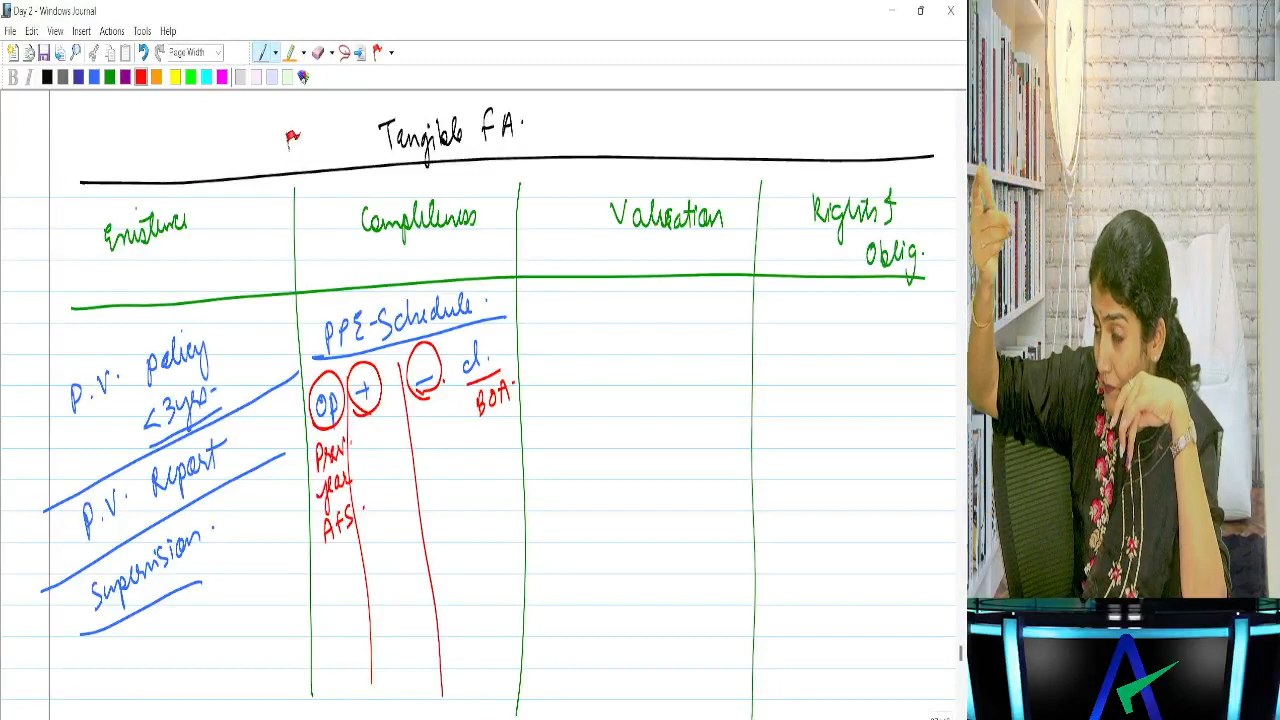 Day 2 - Windows Journal
File Edit View Insert Actions Tools Help
Page Width
B I
Tangible F A.
Existence Completeness Valuation Rights &
Oblig.
PPE-Schedule.
P.V. policy
<3yrs-
P.V. Report
Supervision.
Op + - cl.
BOA.
Prev.
year
AFS.